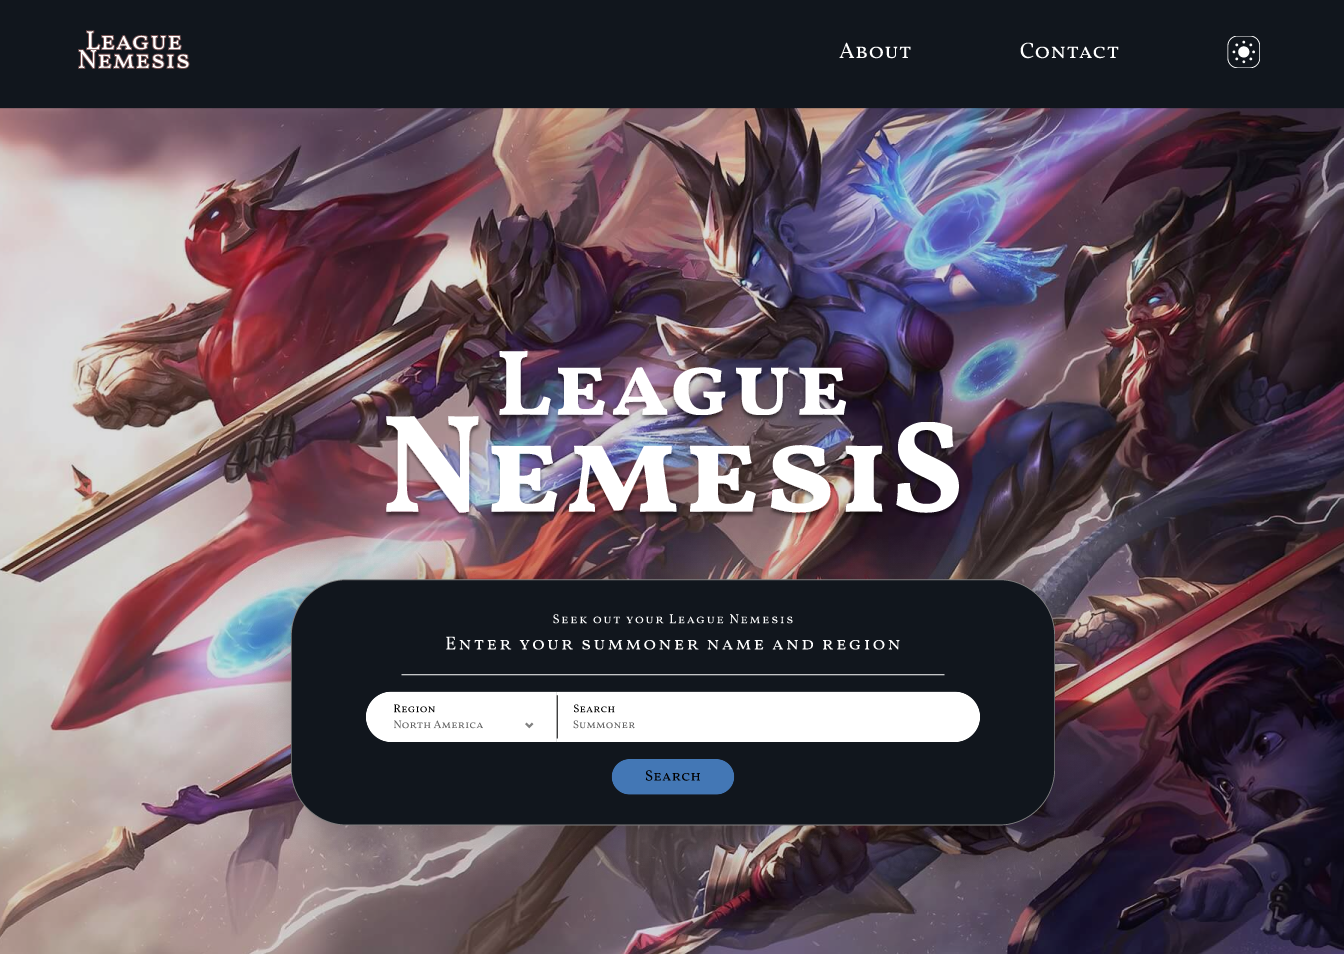 League
Nemesis
About
Contact
League
Nemesis
Seek out your League Nemesis
Enter your summoner name and region
Region
North America
Search
Summoner
Search